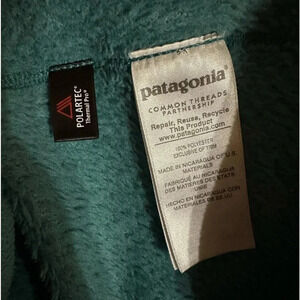 POLARTEC®
Thermal Pro®
patagonia®
COMMON THREADS
PARTNERSHIP
Repair, Reuse, Recycle
This Product
www.patagonia.com
100% POLYESTER
EXCLUSIVE OF TRIM
MADE IN NICARAGUA OF U.S.
MATERIALS
FABRIQUÉ AU NICARAGUA
DES MATIÈRES DES ÉTATS
UNIS
HECHO EN NICARAGUA CON
MATERIALES DE EE.UU.